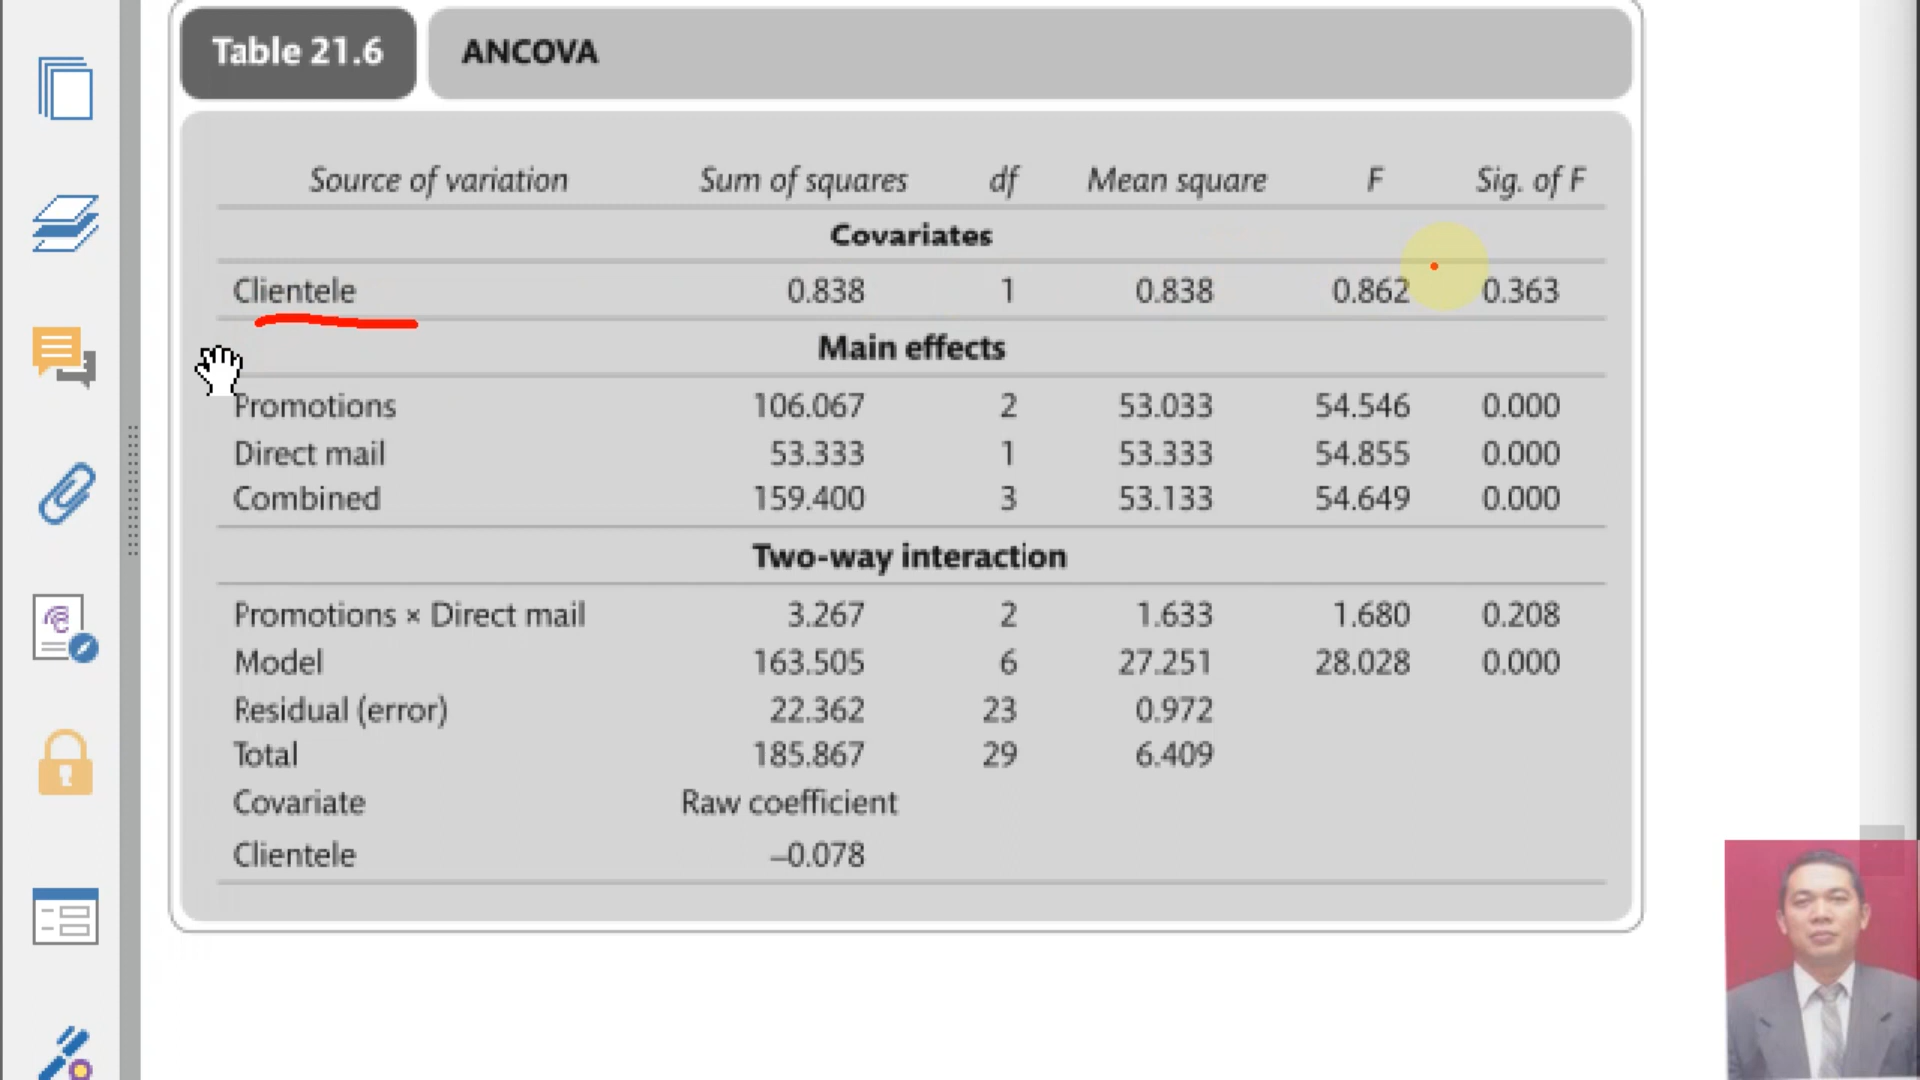 Table 21.6 ANCOVA
Source of variation Sum of squares df Mean square F Sig. of F
Covariates
Clientele 0.838 1 0.838 0.862 0.363
Main effects
Promotions 106.067 2 53.033 54.546 0.000
Direct mail 53.333 1 53.333 54.855 0.000
Combined 159.400 3 53.133 54.649 0.000
Two-way interaction
Promotions × Direct mail 3.267 2 1.633 1.680 0.208
Model 163.505 6 27.251 28.028 0.000
Residual (error) 22.362 23 0.972
Total 185.867 29 6.409
Covariate Raw coefficient
Clientele –0.078